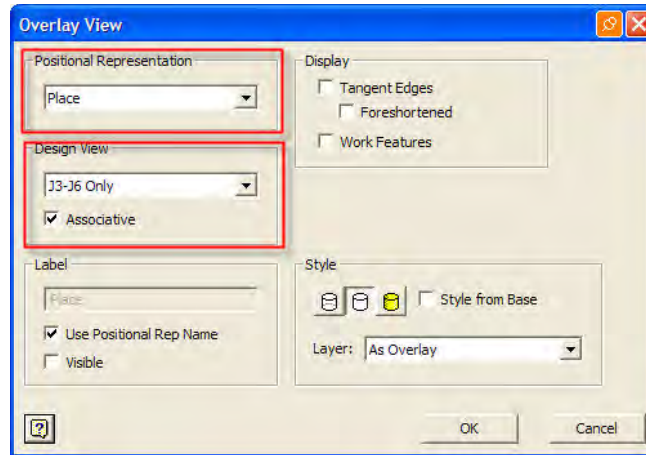 Overlay View
Positional Representation
Place
Design View
J3-J6 Only
Associative
Label
Place
Use Positional Rep Name
Visible
Display
Tangent Edges
Foreshortened
Work Features
Style
Style from Base
Layer: As Overlay
?
OK Cancel